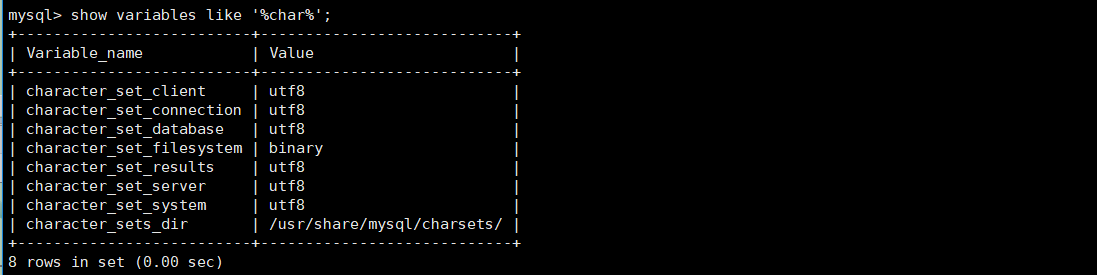 mysql> show variables like '%char%';
+--------------------------+----------------------------+
| Variable_name            | Value                      |
+--------------------------+----------------------------+
| character_set_client     | utf8                       |
| character_set_connection | utf8                       |
| character_set_database   | utf8                       |
| character_set_filesystem | binary                     |
| character_set_results    | utf8                       |
| character_set_server     | utf8                       |
| character_set_system     | utf8                       |
| character_sets_dir       | /usr/share/mysql/charsets/ |
+--------------------------+----------------------------+
8 rows in set (0.00 sec)